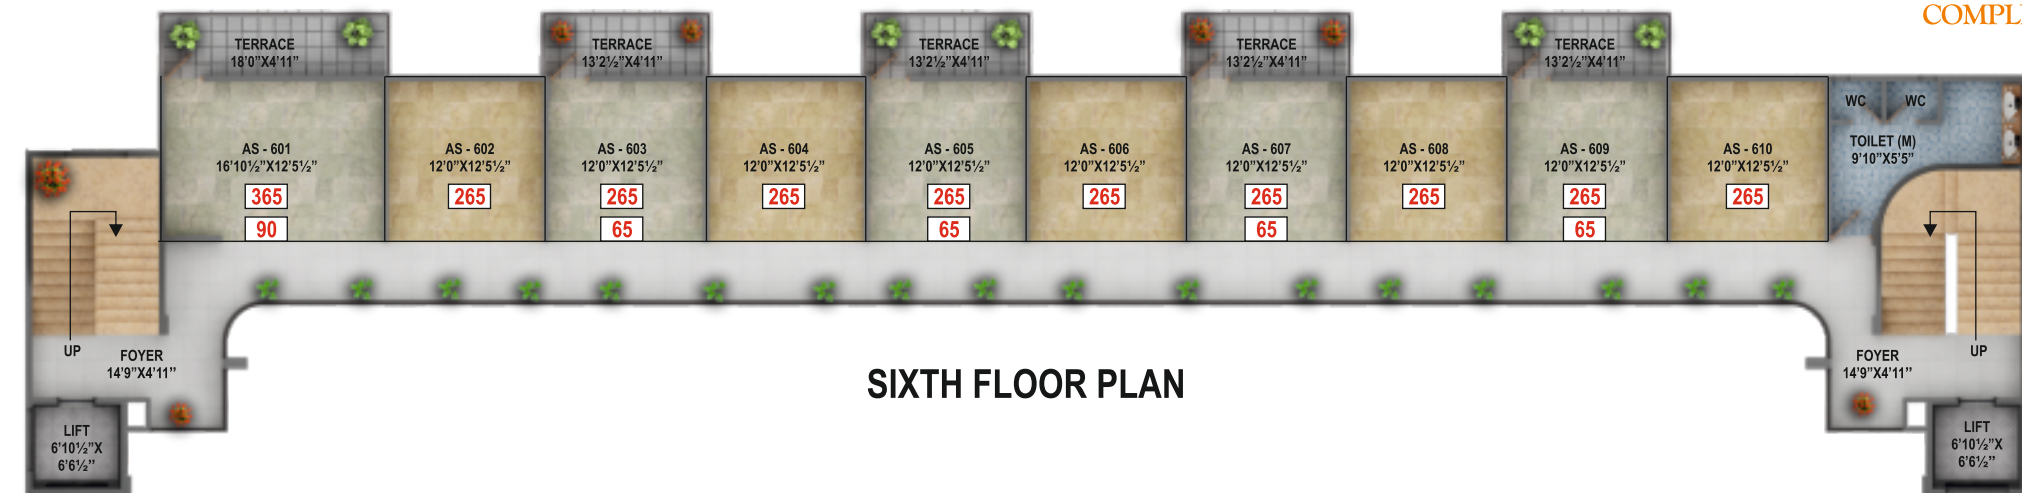 COMPL
TERRACE
18'0"X4'11"
TERRACE
13'2½"X4'11"
TERRACE
13'2½"X4'11"
TERRACE
13'2½"X4'11"
TERRACE
13'2½"X4'11"
AS - 601
16'10½"X12'5½"
365
90
AS - 602
12'0"X12'5½"
265
AS - 603
12'0"X12'5½"
265
65
AS - 604
12'0"X12'5½"
265
AS - 605
12'0"X12'5½"
265
65
AS - 606
12'0"X12'5½"
265
AS - 607
12'0"X12'5½"
265
65
AS - 608
12'0"X12'5½"
265
AS - 609
12'0"X12'5½"
265
65
AS - 610
12'0"X12'5½"
265
WC
WC
TOILET (M)
9'10"X5'5"
UP
FOYER
14'9"X4'11"
LIFT
6'10½"X
6'6½"
SIXTH FLOOR PLAN
FOYER
14'9"X4'11"
UP
LIFT
6'10½"X
6'6½"